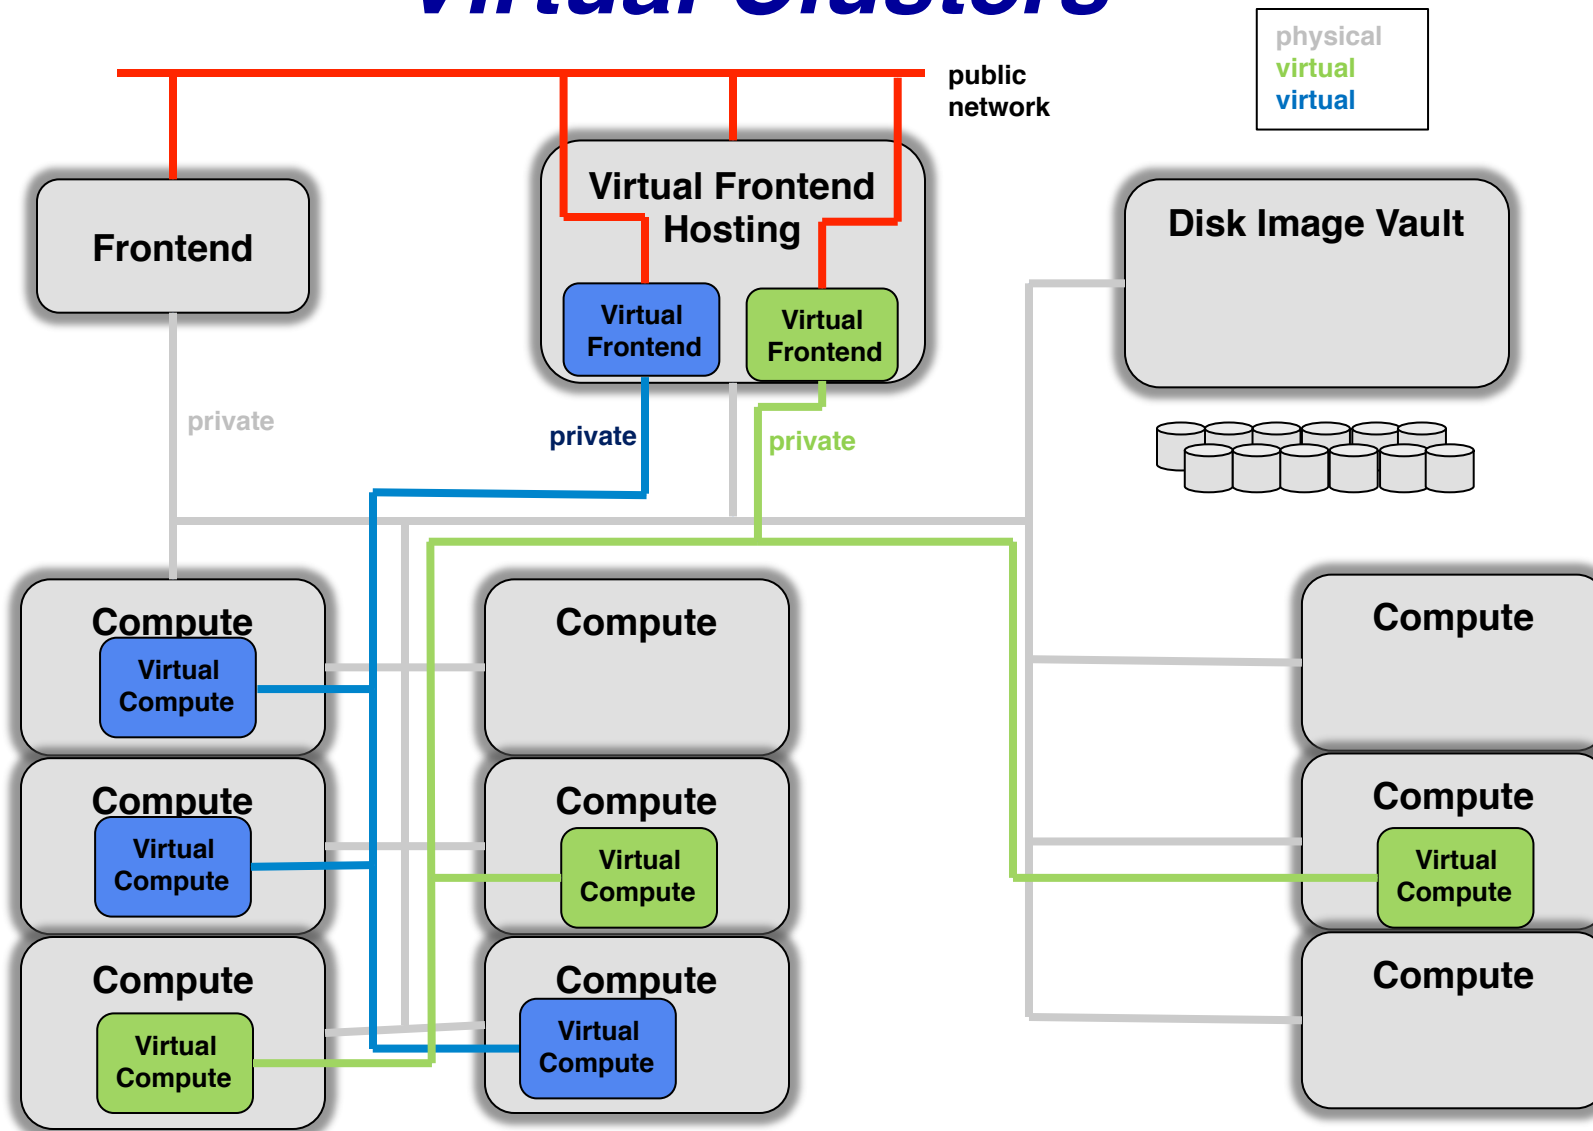 Virtual Clusters
physical
virtual
virtual
public
network
Virtual Frontend
Hosting
Frontend
Disk Image Vault
Virtual
Frontend
Virtual
Frontend
private
private
private
Compute
Virtual
Compute
Compute
Compute
Compute
Virtual
Compute
Compute
Virtual
Compute
Compute
Virtual
Compute
Compute
Virtual
Compute
Compute
Virtual
Compute
Compute